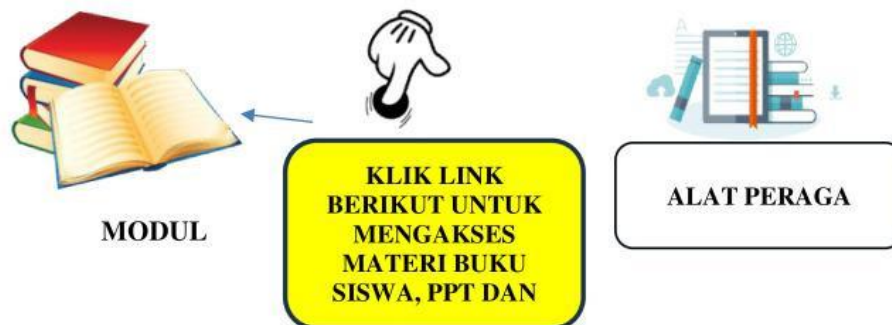 MODUL
KLIK LINK
BERIKUT UNTUK
MENGAKSES
MATERI BUKU
SISWA, PPT DAN
ALAT PERAGA